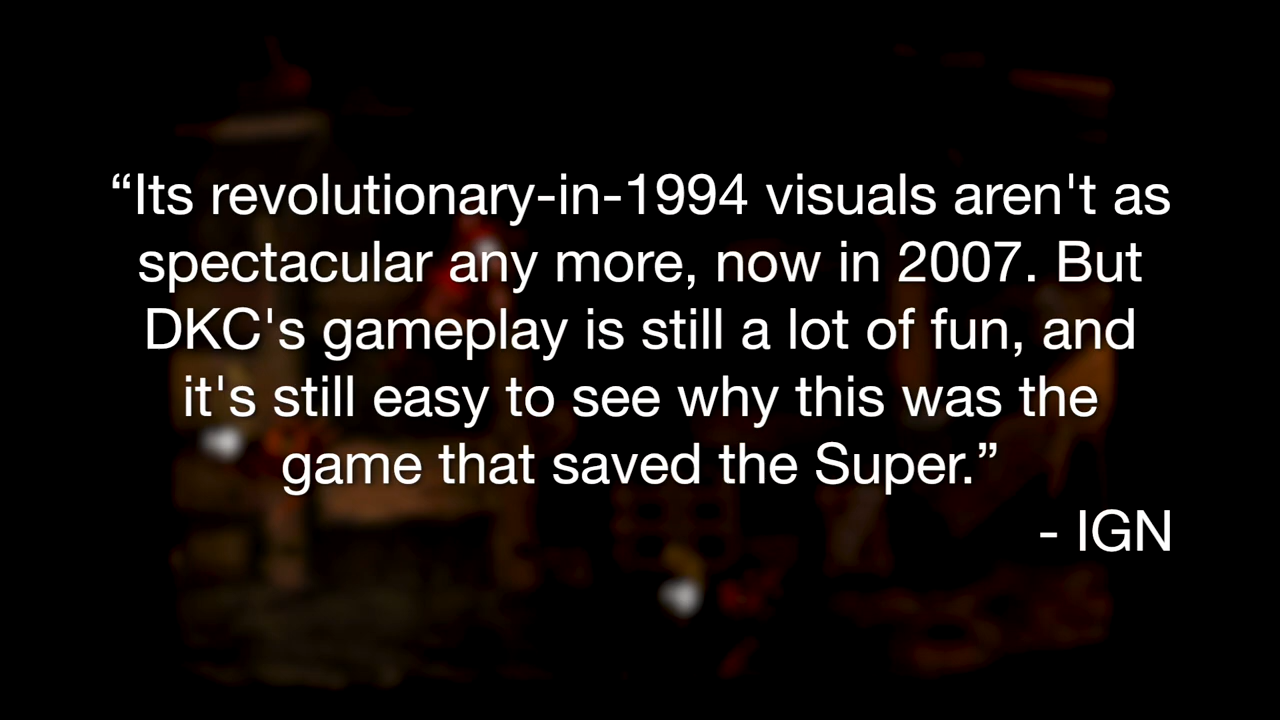 “Its revolutionary-in-1994 visuals aren't as
spectacular any more, now in 2007. But
DKC's gameplay is still a lot of fun, and
it's still easy to see why this was the
game that saved the Super.”
- IGN